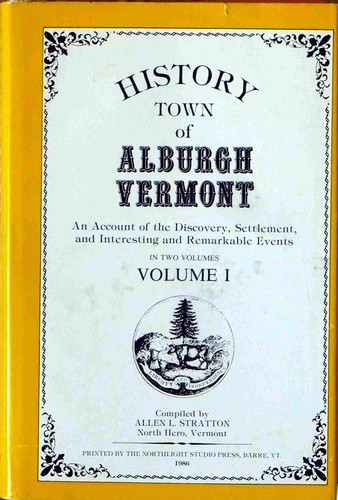 HISTORY
TOWN
of
ALBURGH
VERMONT
An Account of the Discovery, Settlement,
and Interesting and Remarkable Events
IN TWO VOLUMES
VOLUME I
Compiled by
ALLEN L. STRATTON
North Hero, Vermont
PRINTED BY THE NORTHLIGHT STUDIO PRESS, BARRE, VT.
1986